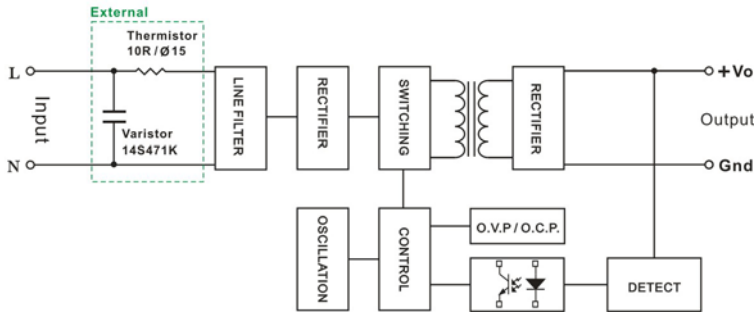 External
Thermistor
10R / Ø15
L
Input
N
Varistor
14S471K
LINE FILTER
RECTIFIER
SWITCHING
RECTIFIER
+Vo
Output
Gnd
OSCILLATION
CONTROL
O.V.P / O.C.P.
DETECT